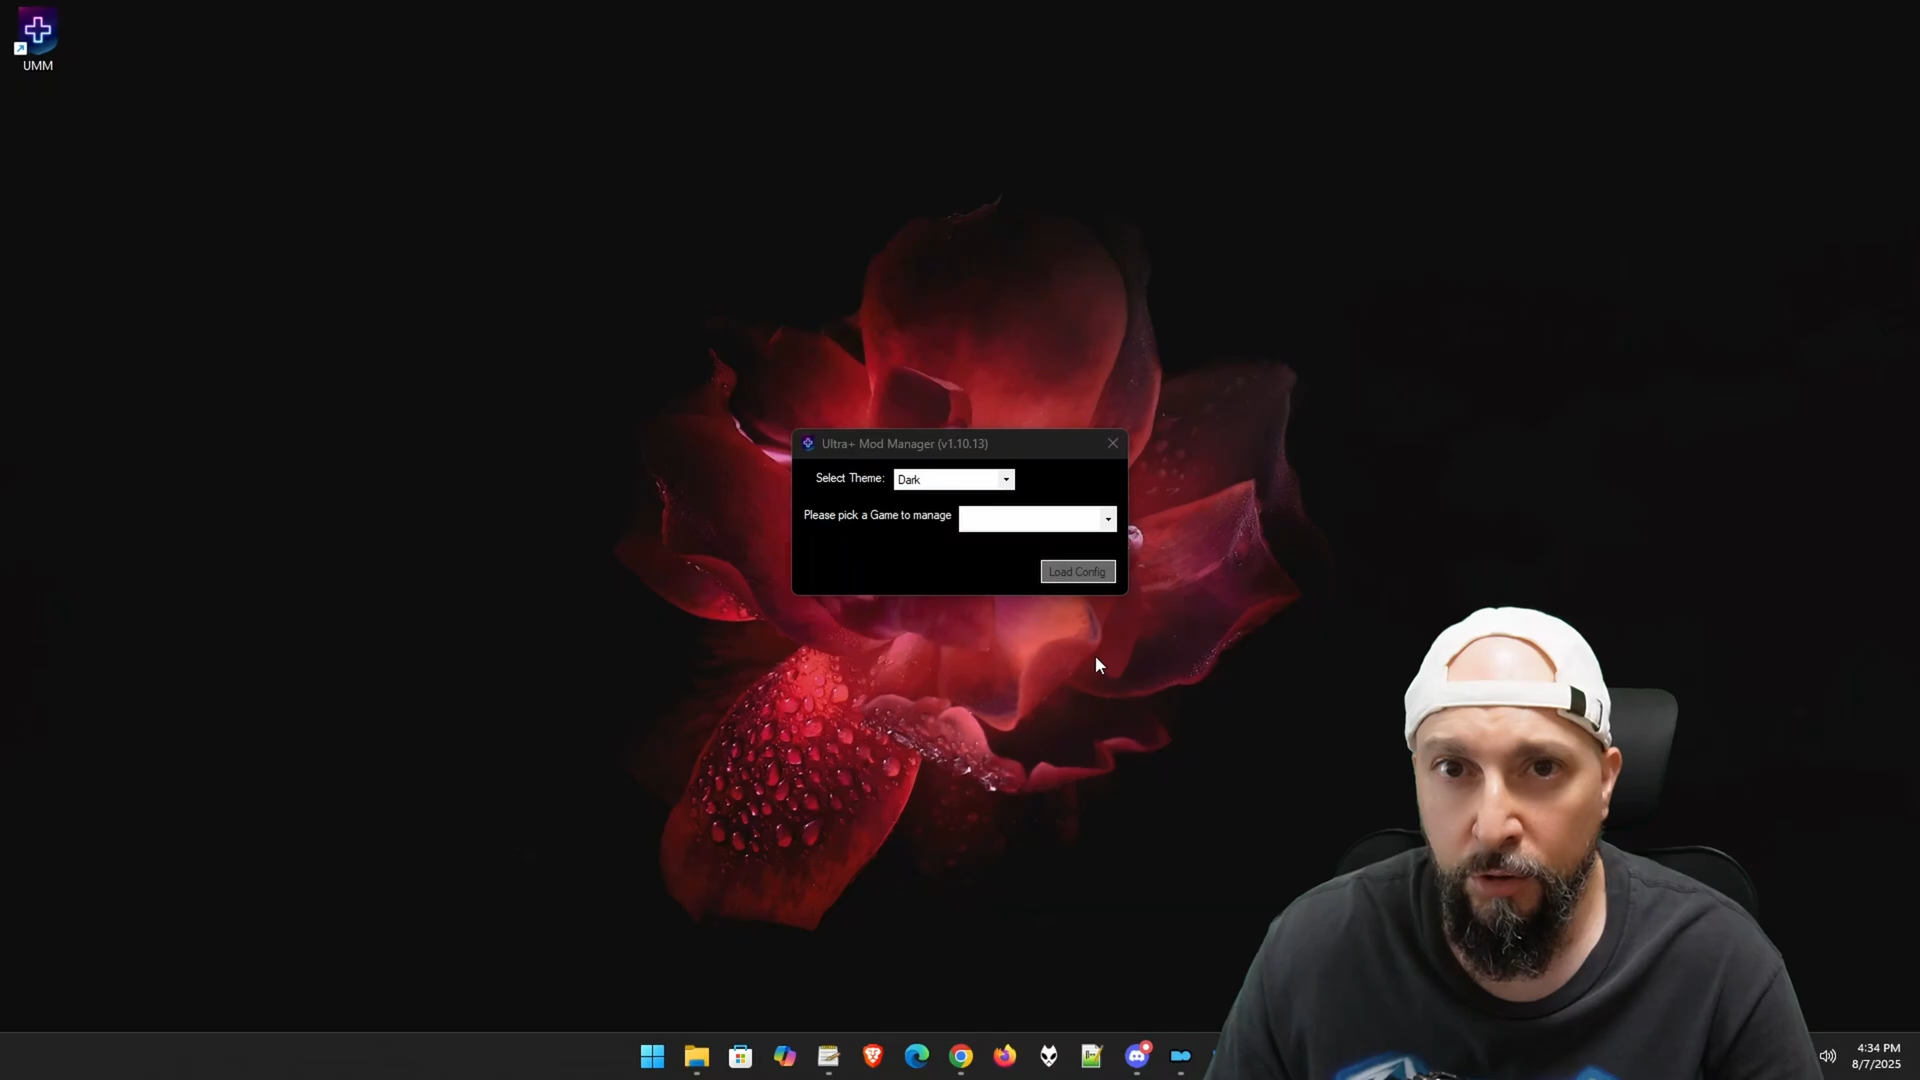 UMM
Ultra+ Mod Manager (v1.10.13)
Select Theme: Dark
Please pick a Game to manage
Load Config
4:34 PM
8/7/2025